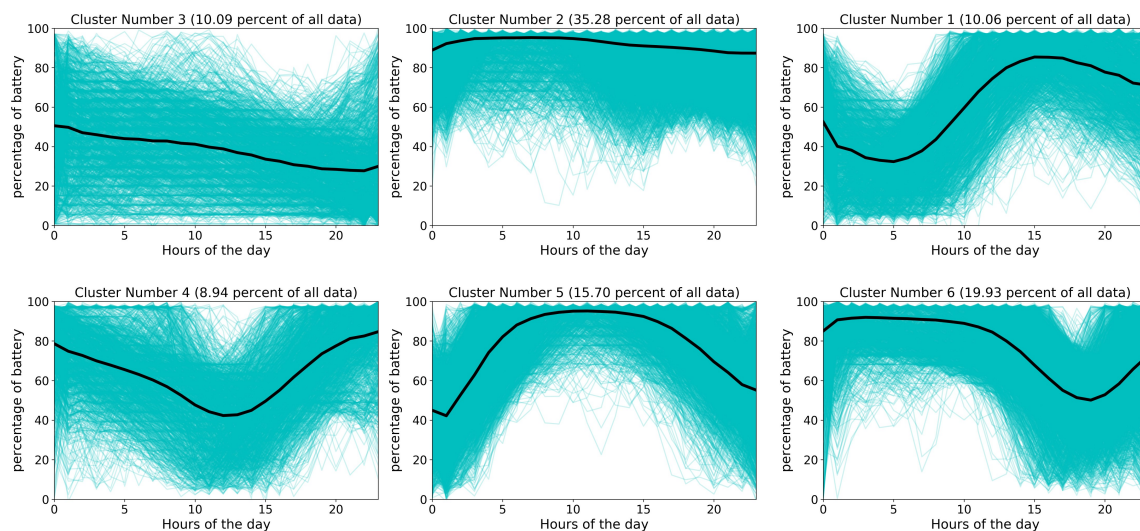 Cluster Number 3 (10.09 percent of all data)
percentage of battery
100
80
60
40
20
0
0 5 10 15 20
Hours of the day
Cluster Number 2 (35.28 percent of all data)
percentage of battery
100
80
60
40
20
0
0 5 10 15 20
Hours of the day
Cluster Number 1 (10.06 percent of all data)
percentage of battery
100
80
60
40
20
0
0 5 10 15 20
Hours of the day
Cluster Number 4 (8.94 percent of all data)
percentage of battery
100
80
60
40
20
0
0 5 10 15 20
Hours of the day
Cluster Number 5 (15.70 percent of all data)
percentage of battery
100
80
60
40
20
0
0 5 10 15 20
Hours of the day
Cluster Number 6 (19.93 percent of all data)
percentage of battery
100
80
60
40
20
0
0 5 10 15 20
Hours of the day